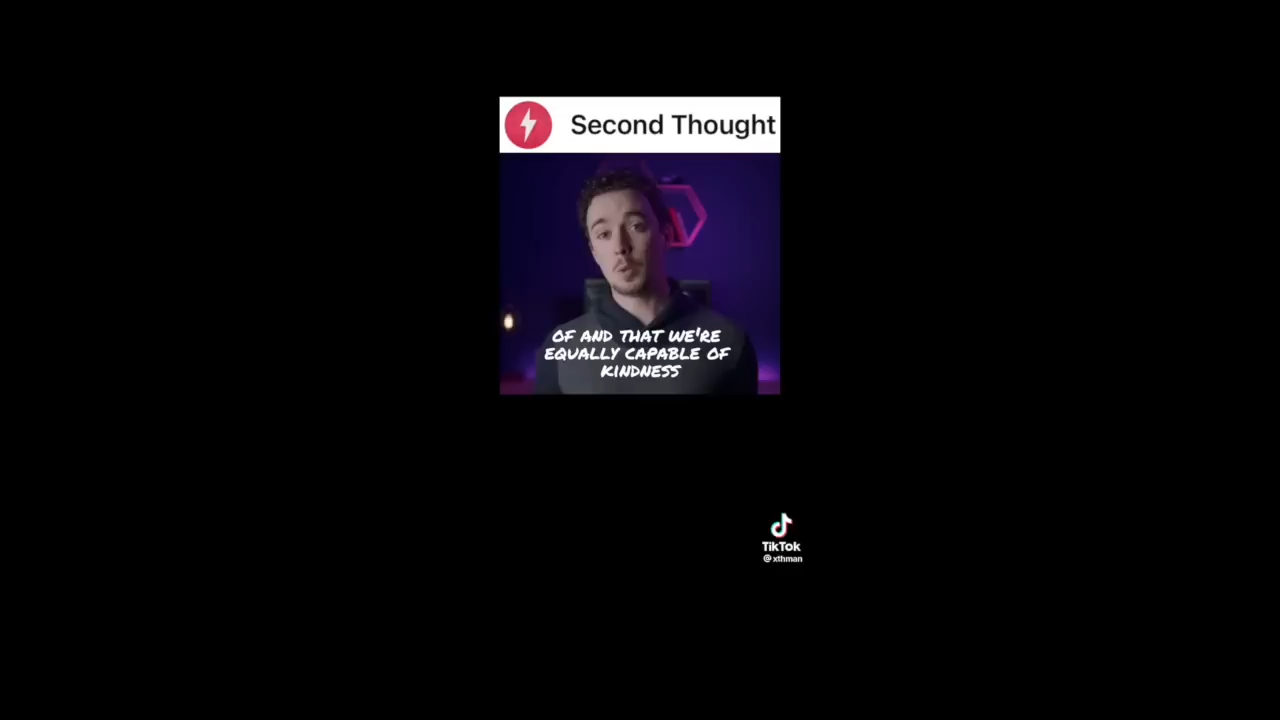 Second Thought
OF AND THAT WE'RE
EQUALLY CAPABLE OF
KINDNESS
TikTok
@xthman